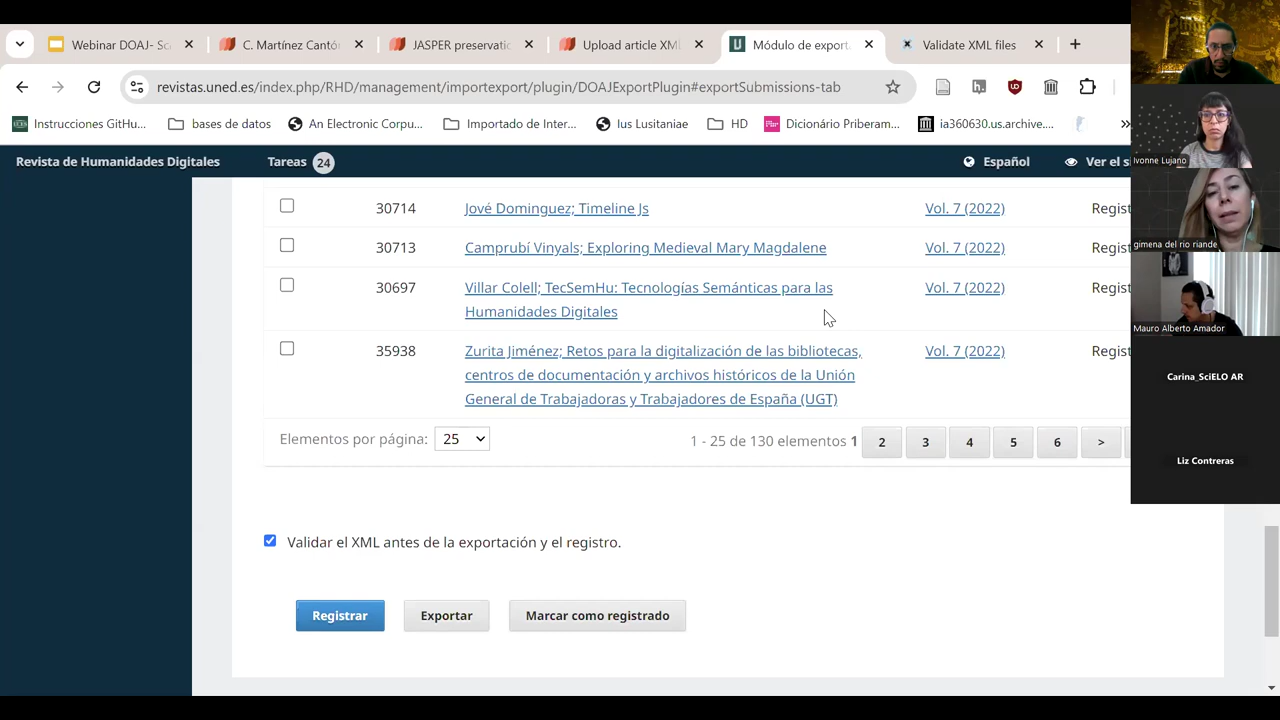 Webinar DOAJ- Sc
C. Martínez Cantó
JASPER preservatio
Upload article XML
Módulo de export
Validate XML files
revistas.uned.es/index.php/RHD/management/importexport/plugin/DOAJExportPlugin#exportSubmissions-tab
Instrucciones GitHu...
bases de datos
An Electronic Corpu...
Importado de Inter...
Ius Lusitaniae
HD
Dicionário Priberam...
ia360630.us.archive....
»
Revista de Humanidades Digitales
Tareas 24
Español
Ver el si
30714 Jové Dominguez; Timeline Js Vol. 7 (2022) Regist
30713 Camprubí Vinyals; Exploring Medieval Mary Magdalene Vol. 7 (2022) Regist
30697 Villar Colell; TecSemHu: Tecnologías Semánticas para las Vol. 7 (2022) Regist
Humanidades Digitales
35938 Zurita Jiménez; Retos para la digitalización de las bibliotecas, Vol. 7 (2022) Regist
centros de documentación y archivos históricos de la Unión
General de Trabajadoras y Trabajadores de España (UGT)
Elementos por página: 25 1 - 25 de 130 elementos 1 2 3 4 5 6 >
Validar el XML antes de la exportación y el registro.
Registrar
Exportar
Marcar como registrado
Ivonne Lujano
gimena del rio riande
Mauro Alberto Amador
Carina_SciELO AR
Liz Contreras